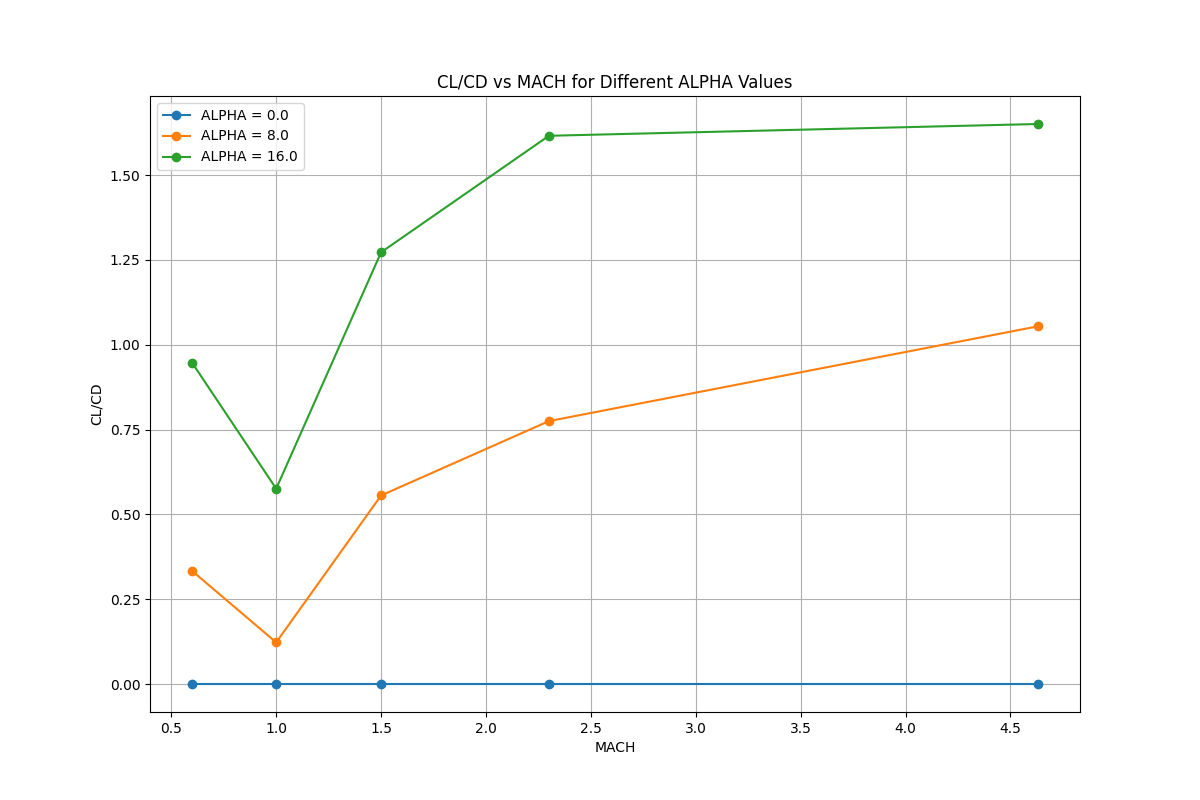 CL/CD vs MACH for Different ALPHA Values
ALPHA = 0.0
ALPHA = 8.0
ALPHA = 16.0
1.50
1.25
1.00
0.75
0.50
0.25
0.00
CL/CD
0.5 1.0 1.5 2.0 2.5 3.0 3.5 4.0 4.5
MACH